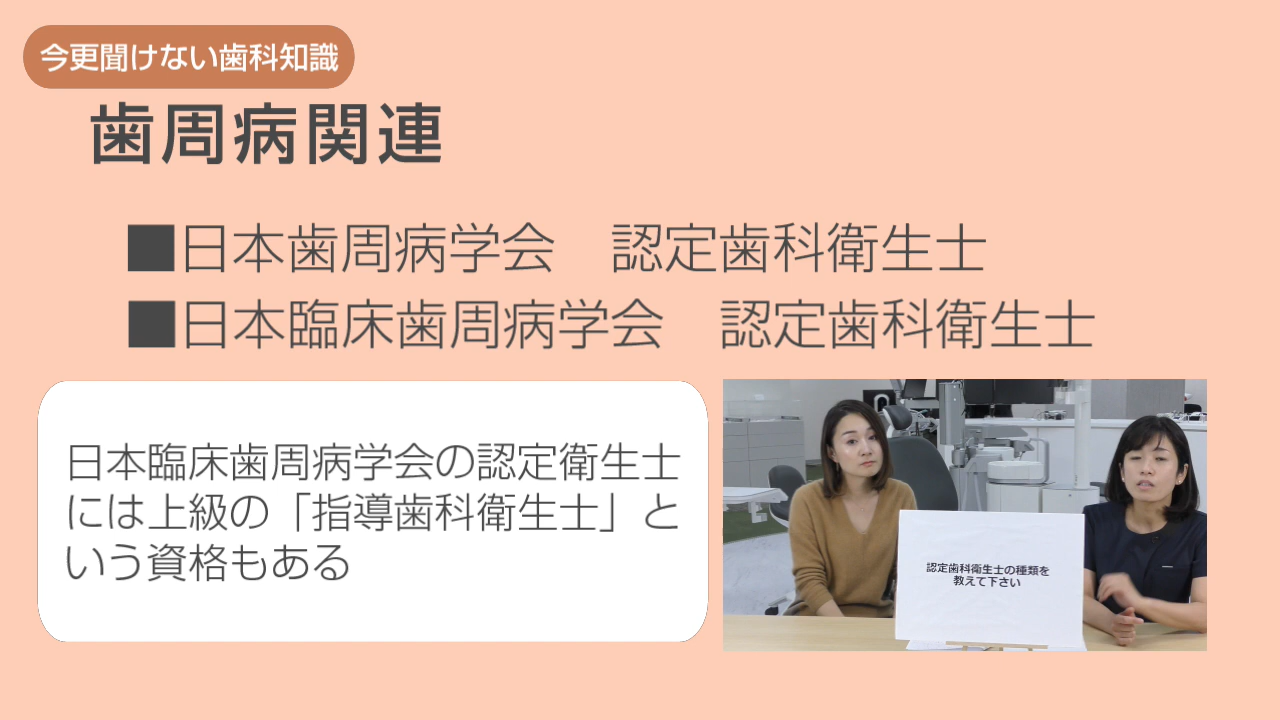 今更聞けない歯科知識
歯周病関連
■日本歯周病学会　認定歯科衛生士
■日本臨床歯周病学会　認定歯科衛生士
日本臨床歯周病学会の認定衛生士
には上級の「指導歯科衛生士」と
いう資格もある
認定歯科衛生士の種類を
教えて下さい